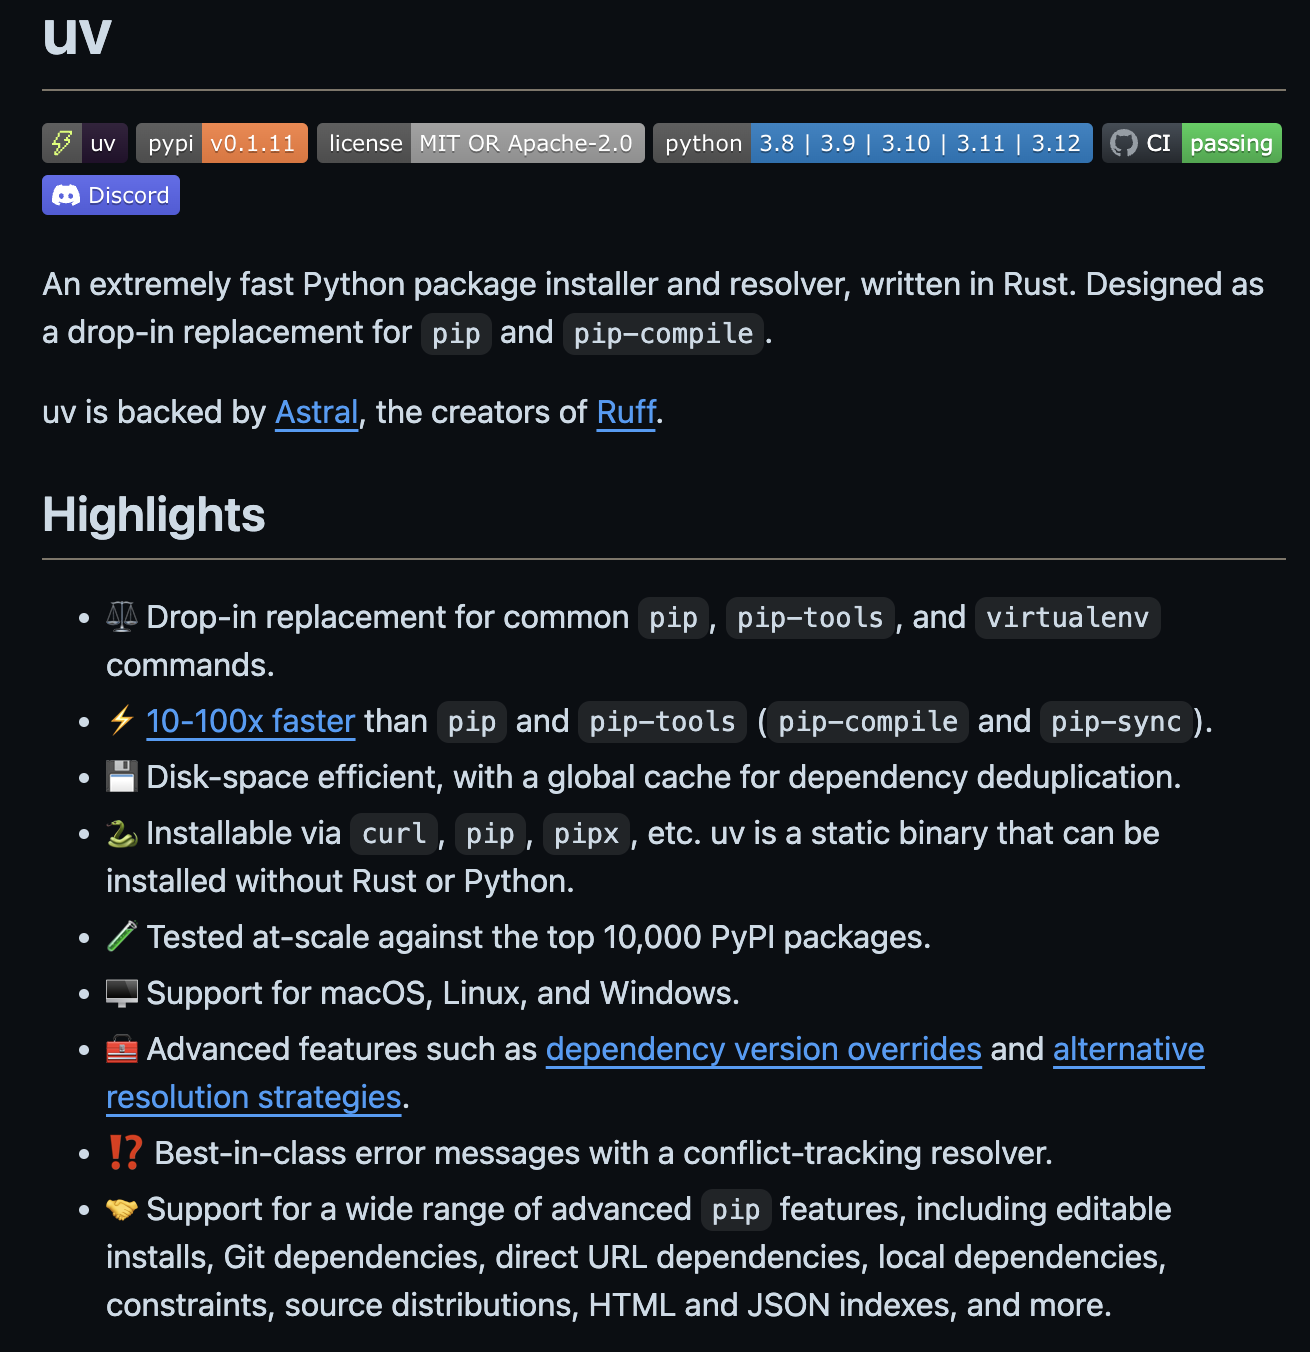 uv
uv pypi v0.1.11 license MIT OR Apache-2.0 python 3.8 | 3.9 | 3.10 | 3.11 | 3.12 CI passing
Discord
An extremely fast Python package installer and resolver, written in Rust. Designed as
a drop-in replacement for pip and pip-compile.
uv is backed by Astral, the creators of Ruff.
Highlights
• ⚖️ Drop-in replacement for common pip, pip-tools, and virtualenv
commands.
• ⚡ 10-100x faster than pip and pip-tools (pip-compile and pip-sync).
• 💾 Disk-space efficient, with a global cache for dependency deduplication.
• 🐍 Installable via curl, pip, pipx, etc. uv is a static binary that can be
installed without Rust or Python.
• 🧪 Tested at-scale against the top 10,000 PyPI packages.
• 🖥️ Support for macOS, Linux, and Windows.
• 🧰 Advanced features such as dependency version overrides and alternative
resolution strategies.
• ⁉️ Best-in-class error messages with a conflict-tracking resolver.
• 🤝 Support for a wide range of advanced pip features, including editable
installs, Git dependencies, direct URL dependencies, local dependencies,
constraints, source distributions, HTML and JSON indexes, and more.